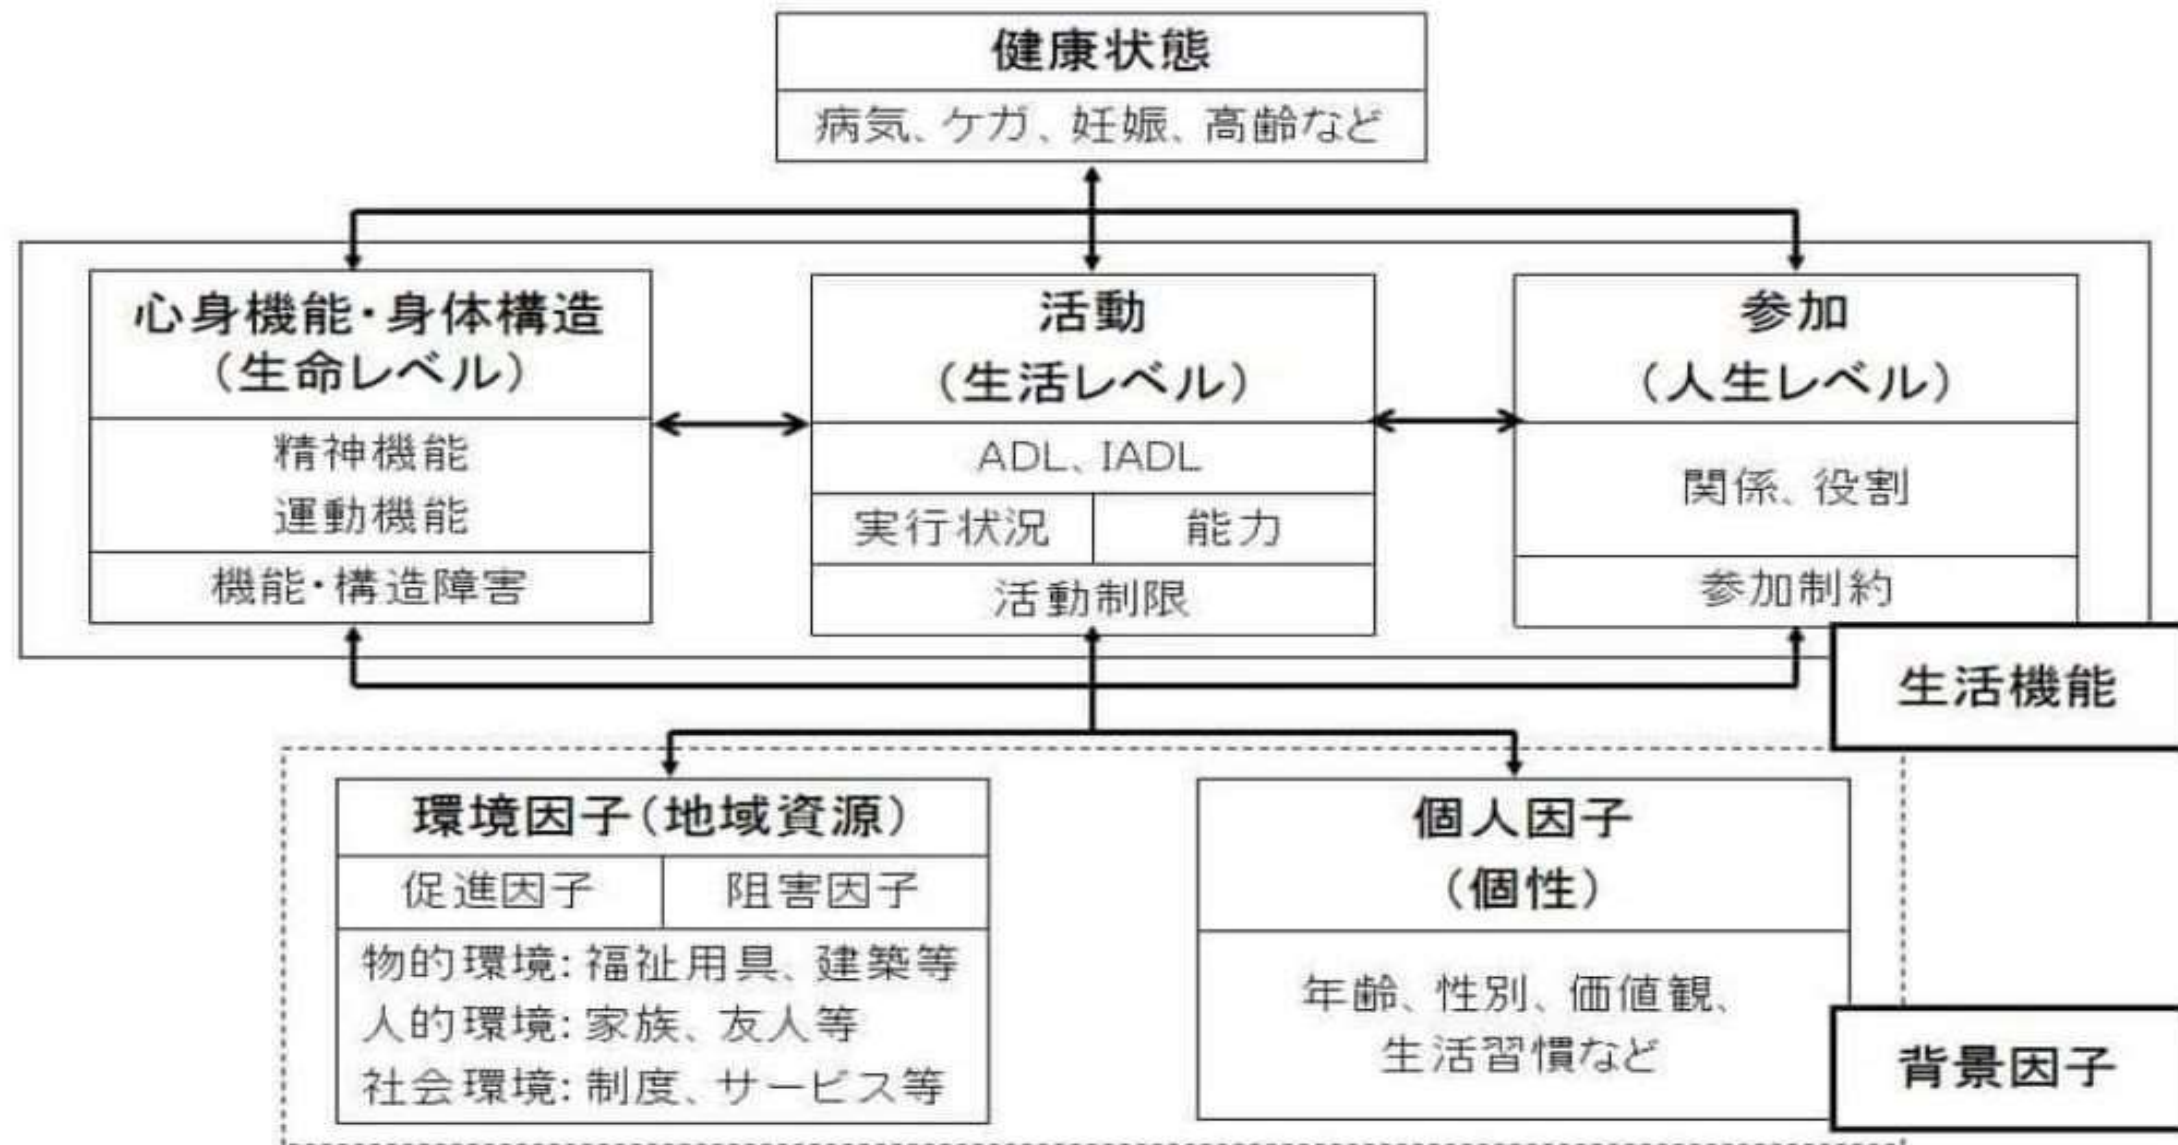 健康状態
病気、ケガ、妊娠、高齢など
心身機能・身体構造
（生命レベル）
精神機能
運動機能
機能・構造障害
活動
（生活レベル）
ADL、IADL
実行状況
能力
活動制限
参加
（人生レベル）
関係、役割
参加制約
生活機能
環境因子（地域資源）
促進因子
阻害因子
物的環境：福祉用具、建築等
人的環境：家族、友人等
社会環境：制度、サービス等
個人因子
（個性）
年齢、性別、価値観、
生活習慣など
背景因子